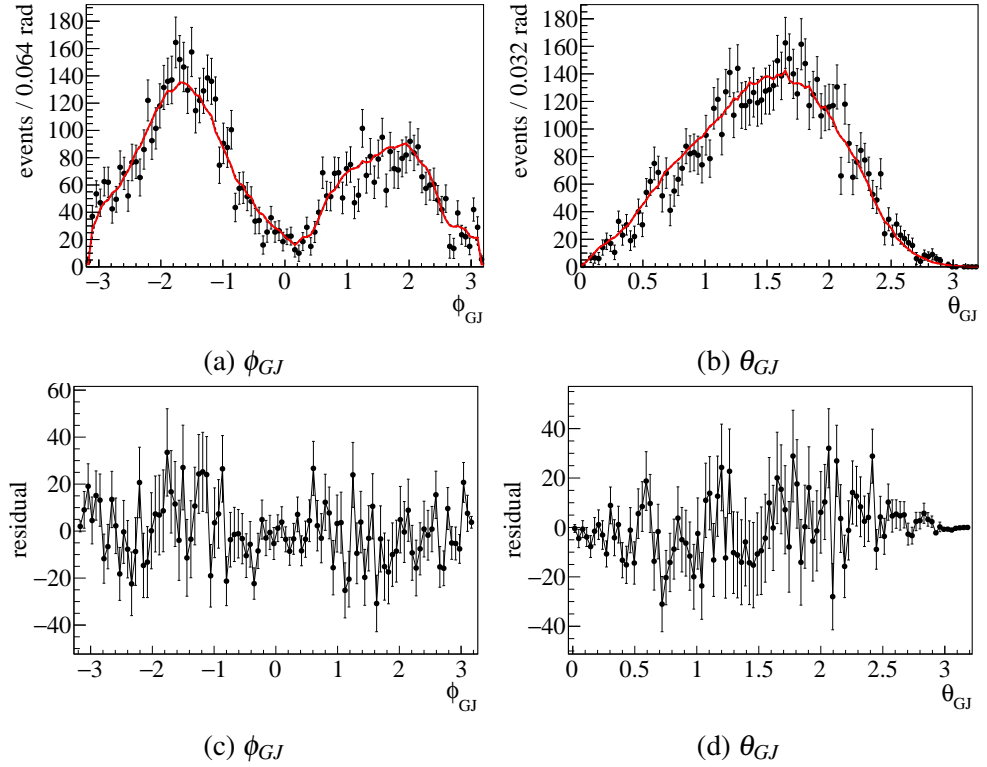 events / 0.064 rad
180
160
140
120
100
80
60
40
20
0
−3 −2 −1 0 1 2 3
ϕGJ
(a) ϕGJ
events / 0.032 rad
180
160
140
120
100
80
60
40
20
0
0 0.5 1 1.5 2 2.5 3
θGJ
(b) θGJ
residual
60
40
20
0
−20
−40
−3 −2 −1 0 1 2 3
ϕGJ
(c) ϕGJ
residual
40
20
0
−20
−40
0 0.5 1 1.5 2 2.5 3
θGJ
(d) θGJ